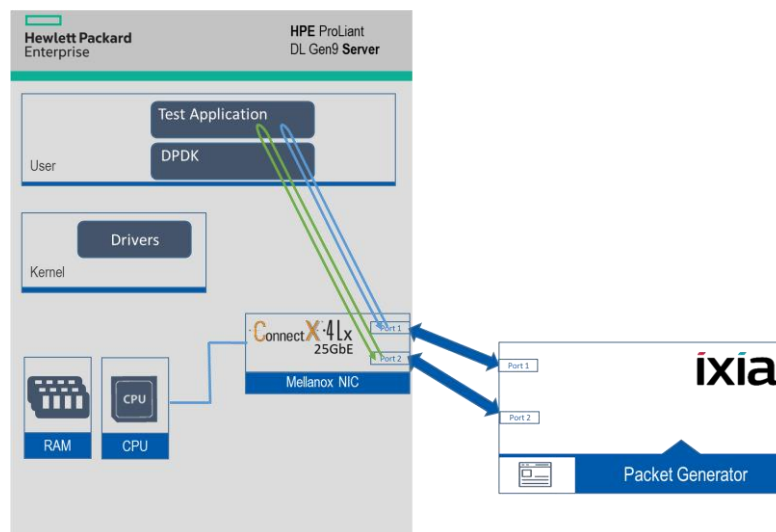 Hewlett Packard
Enterprise
HPE ProLiant
DL Gen9 Server
Test Application
DPDK
User
Drivers
Kernel
ConnectX·4Lx
25GbE
Port 1
Port 2
Mellanox NIC
CPU
RAM
CPU
ixia
Port 1
Port 2
Packet Generator